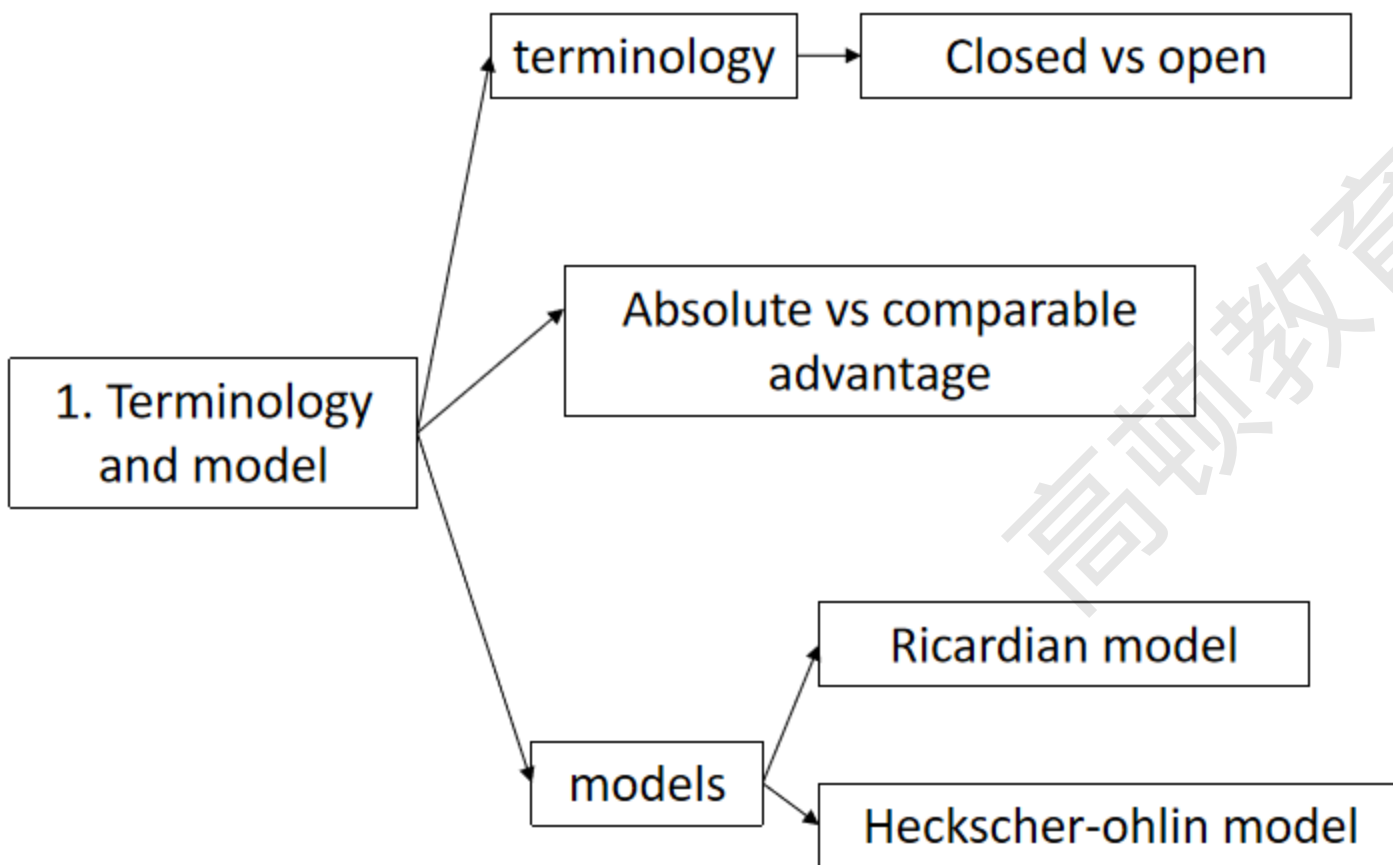 terminology
Closed vs open
Absolute vs comparable
advantage
1. Terminology
and model
Ricardian model
models
Heckscher-ohlin model
高顿教育